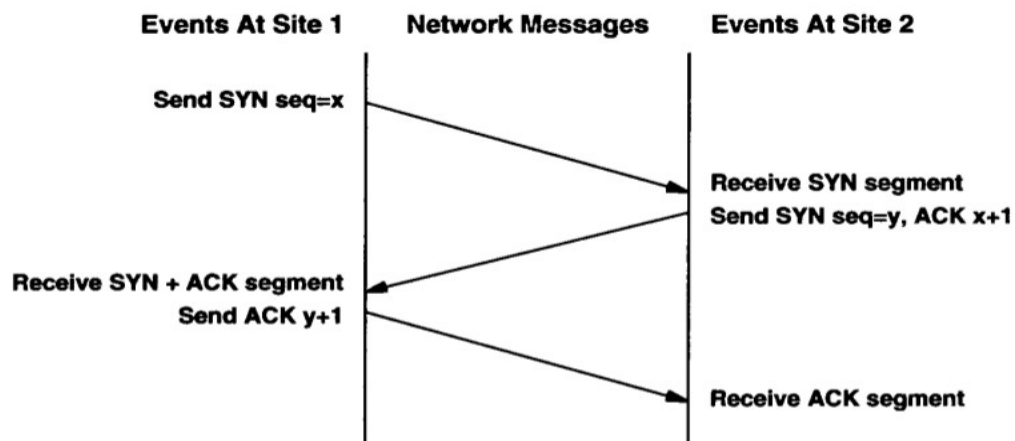 Events At Site 1
Network Messages
Events At Site 2
Send SYN seq=x
Receive SYN segment
Send SYN seq=y, ACK x+1
Receive SYN + ACK segment
Send ACK y+1
Receive ACK segment